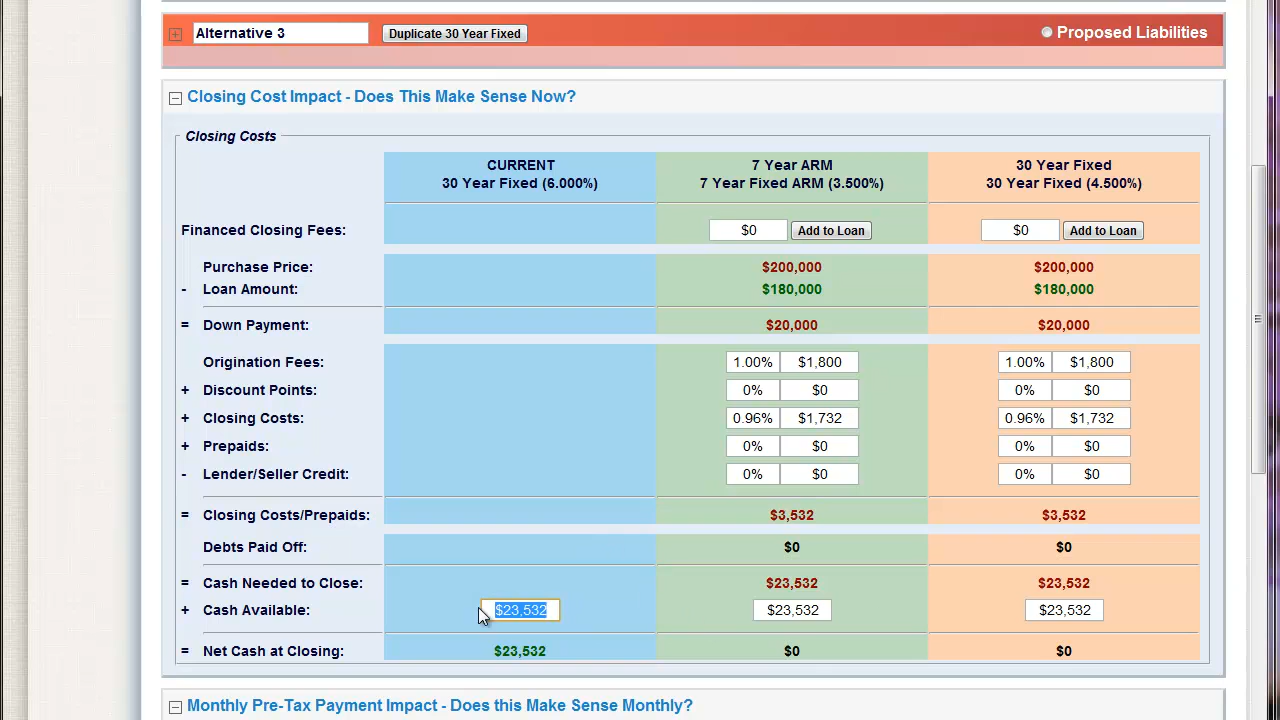 Alternative 3 Duplicate 30 Year Fixed Proposed Liabilities
Closing Cost Impact - Does This Make Sense Now?
Closing Costs
CURRENT 7 Year ARM 30 Year Fixed
30 Year Fixed (6.000%) 7 Year Fixed ARM (3.500%) 30 Year Fixed (4.500%)
Financed Closing Fees: $0 Add to Loan $0 Add to Loan
Purchase Price: $200,000 $200,000
- Loan Amount: $180,000 $180,000
= Down Payment: $20,000 $20,000
Origination Fees: 1.00% $1,800 1.00% $1,800
+ Discount Points: 0% $0 0% $0
+ Closing Costs: 0.96% $1,732 0.96% $1,732
+ Prepaids: 0% $0 0% $0
- Lender/Seller Credit: 0% $0 0% $0
= Closing Costs/Prepaids: $3,532 $3,532
Debts Paid Off: $0 $0
= Cash Needed to Close: $23,532 $23,532
+ Cash Available: $23,532 $23,532 $23,532
= Net Cash at Closing: $23,532 $0 $0
Monthly Pre-Tax Payment Impact - Does this Make Sense Monthly?